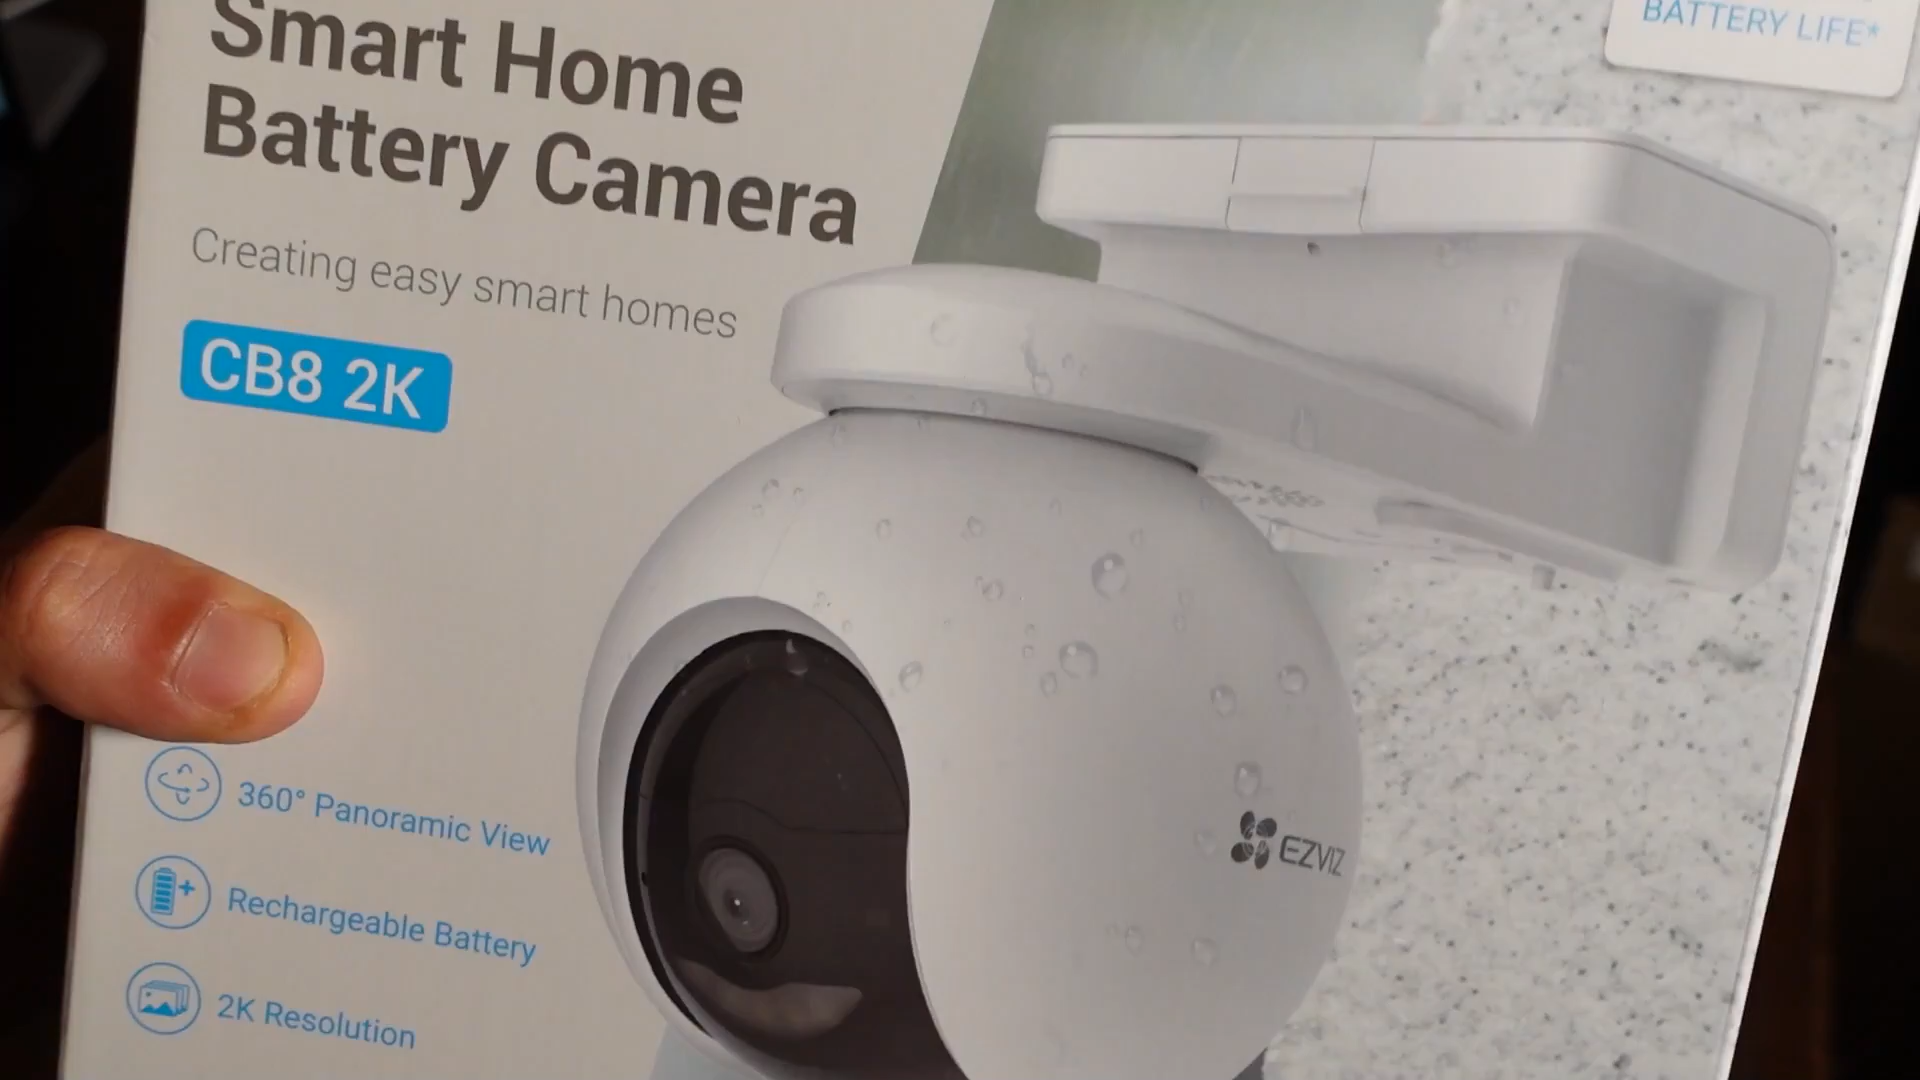 Smart Home
Battery Camera
Creating easy smart homes
CB8 2K
360° Panoramic View
Rechargeable Battery
2K Resolution
BATTERY LIFE*
EZVIZ